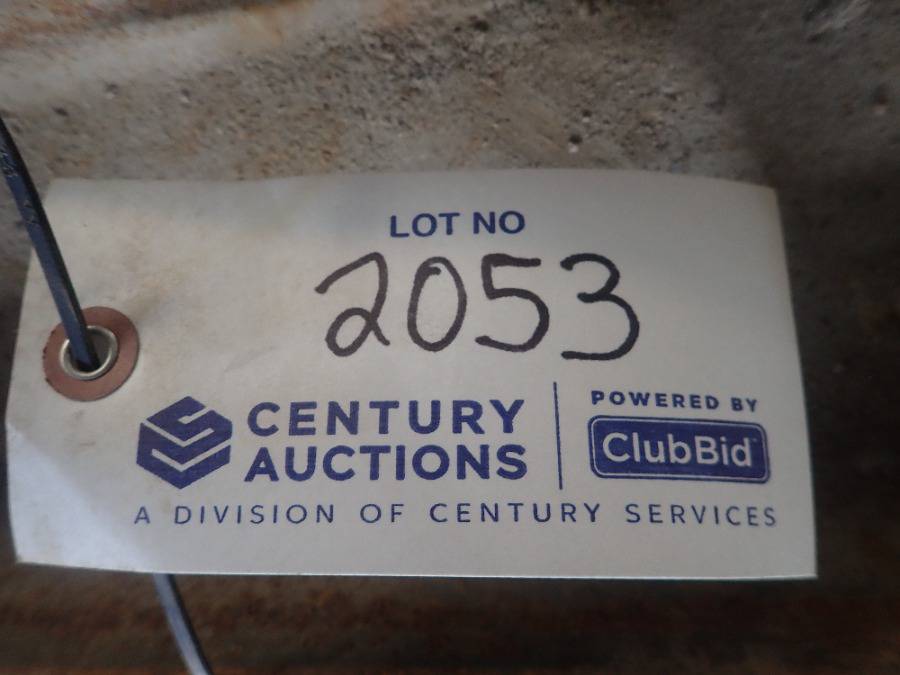 LOT NO
2053
CENTURY
AUCTIONS
POWERED BY
ClubBid
A DIVISION OF CENTURY SERVICES